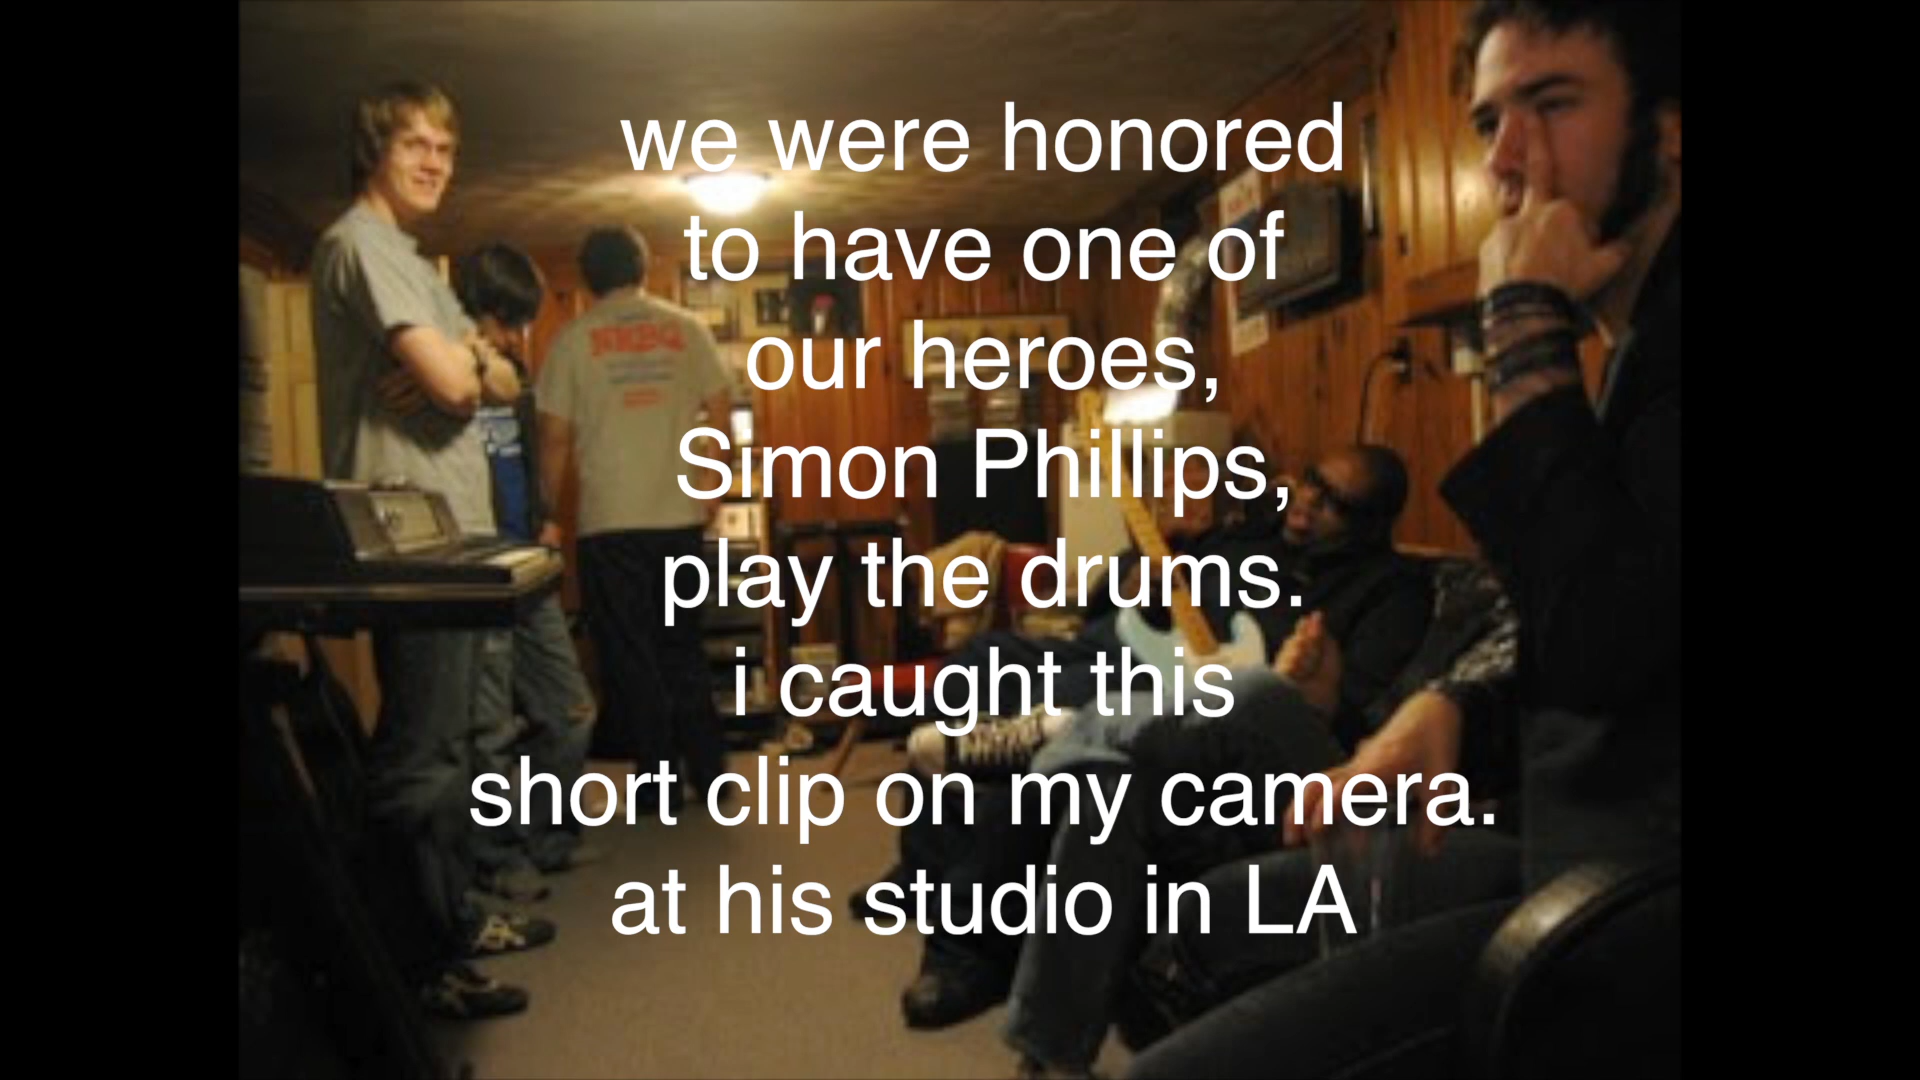 we were honored
to have one of
our heroes,
Simon Phillips,
play the drums.
i caught this
short clip on my camera.
at his studio in LA